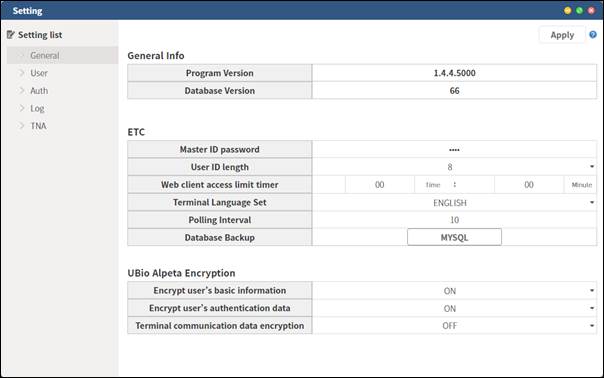 Setting
Setting list
General
User
Auth
Log
TNA
Apply
?
General Info
Program Version 1.4.4.5000
Database Version 66
ETC
Master ID password ••••
User ID length 8
Web client access limit timer 00 Time : 00 Minute
Terminal Language Set ENGLISH
Polling Interval 10
Database Backup MYSQL
UBio Alpeta Encryption
Encrypt user's basic information ON
Encrypt user's authentication data ON
Terminal communication data encryption OFF